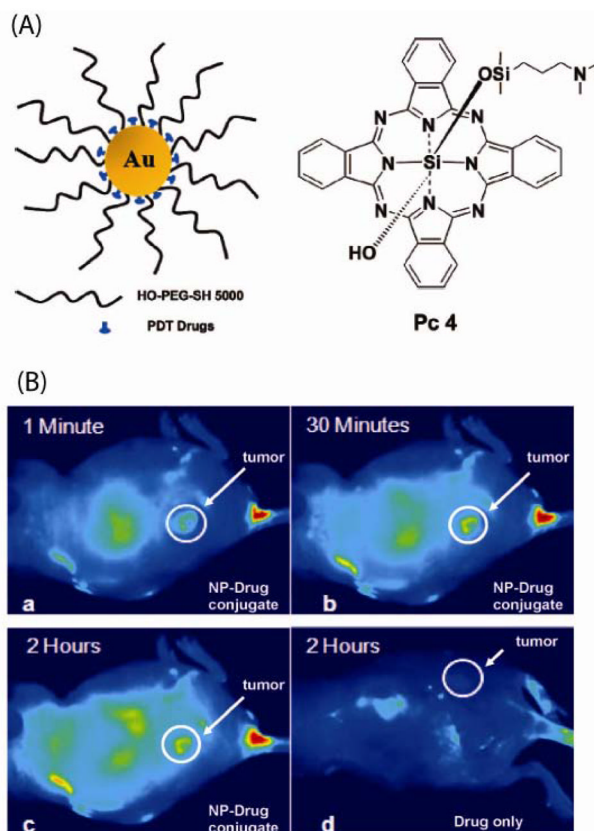 (A)
Au
HO-PEG-SH 5000
PDT Drugs
OSi
N
N
N
N
N
Si
N
N
N
N
HO
Pc 4
(B)
1 Minute
tumor
NP-Drug
conjugate
a
30 Minutes
tumor
NP-Drug
conjugate
b
2 Hours
tumor
NP-Drug
conjugate
c
2 Hours
tumor
Drug only
d